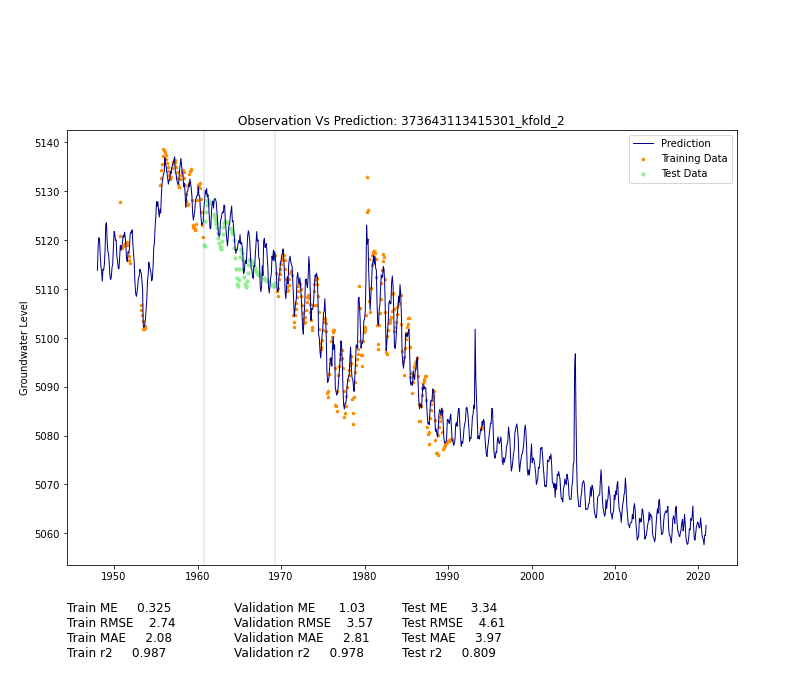 Observation Vs Prediction: 373643113415301_kfold_2
Prediction
Training Data
Test Data
Groundwater Level
5140
5130
5120
5110
5100
5090
5080
5070
5060
1950 1960 1970 1980 1990 2000 2010 2020
Train ME 0.325 Validation ME 1.03 Test ME 3.34
Train RMSE 2.74 Validation RMSE 3.57 Test RMSE 4.61
Train MAE 2.08 Validation MAE 2.81 Test MAE 3.97
Train r2 0.987 Validation r2 0.978 Test r2 0.809